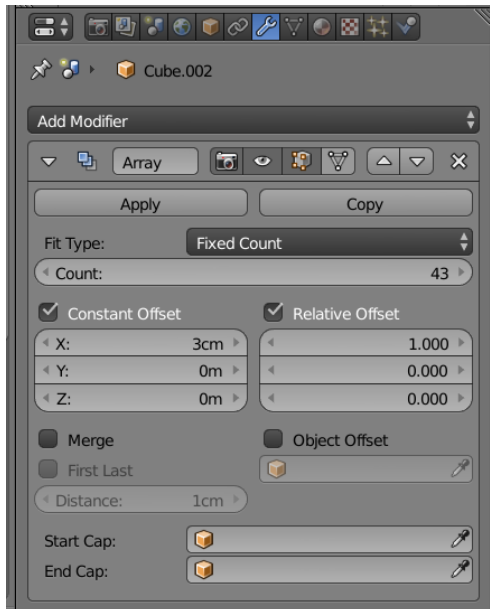 Cube.002
Add Modifier
Array
Apply Copy
Fit Type: Fixed Count
Count: 43
Constant Offset Relative Offset
X: 3cm 1.000
Y: 0m 0.000
Z: 0m 0.000
Merge Object Offset
First Last
Distance: 1cm
Start Cap:
End Cap: